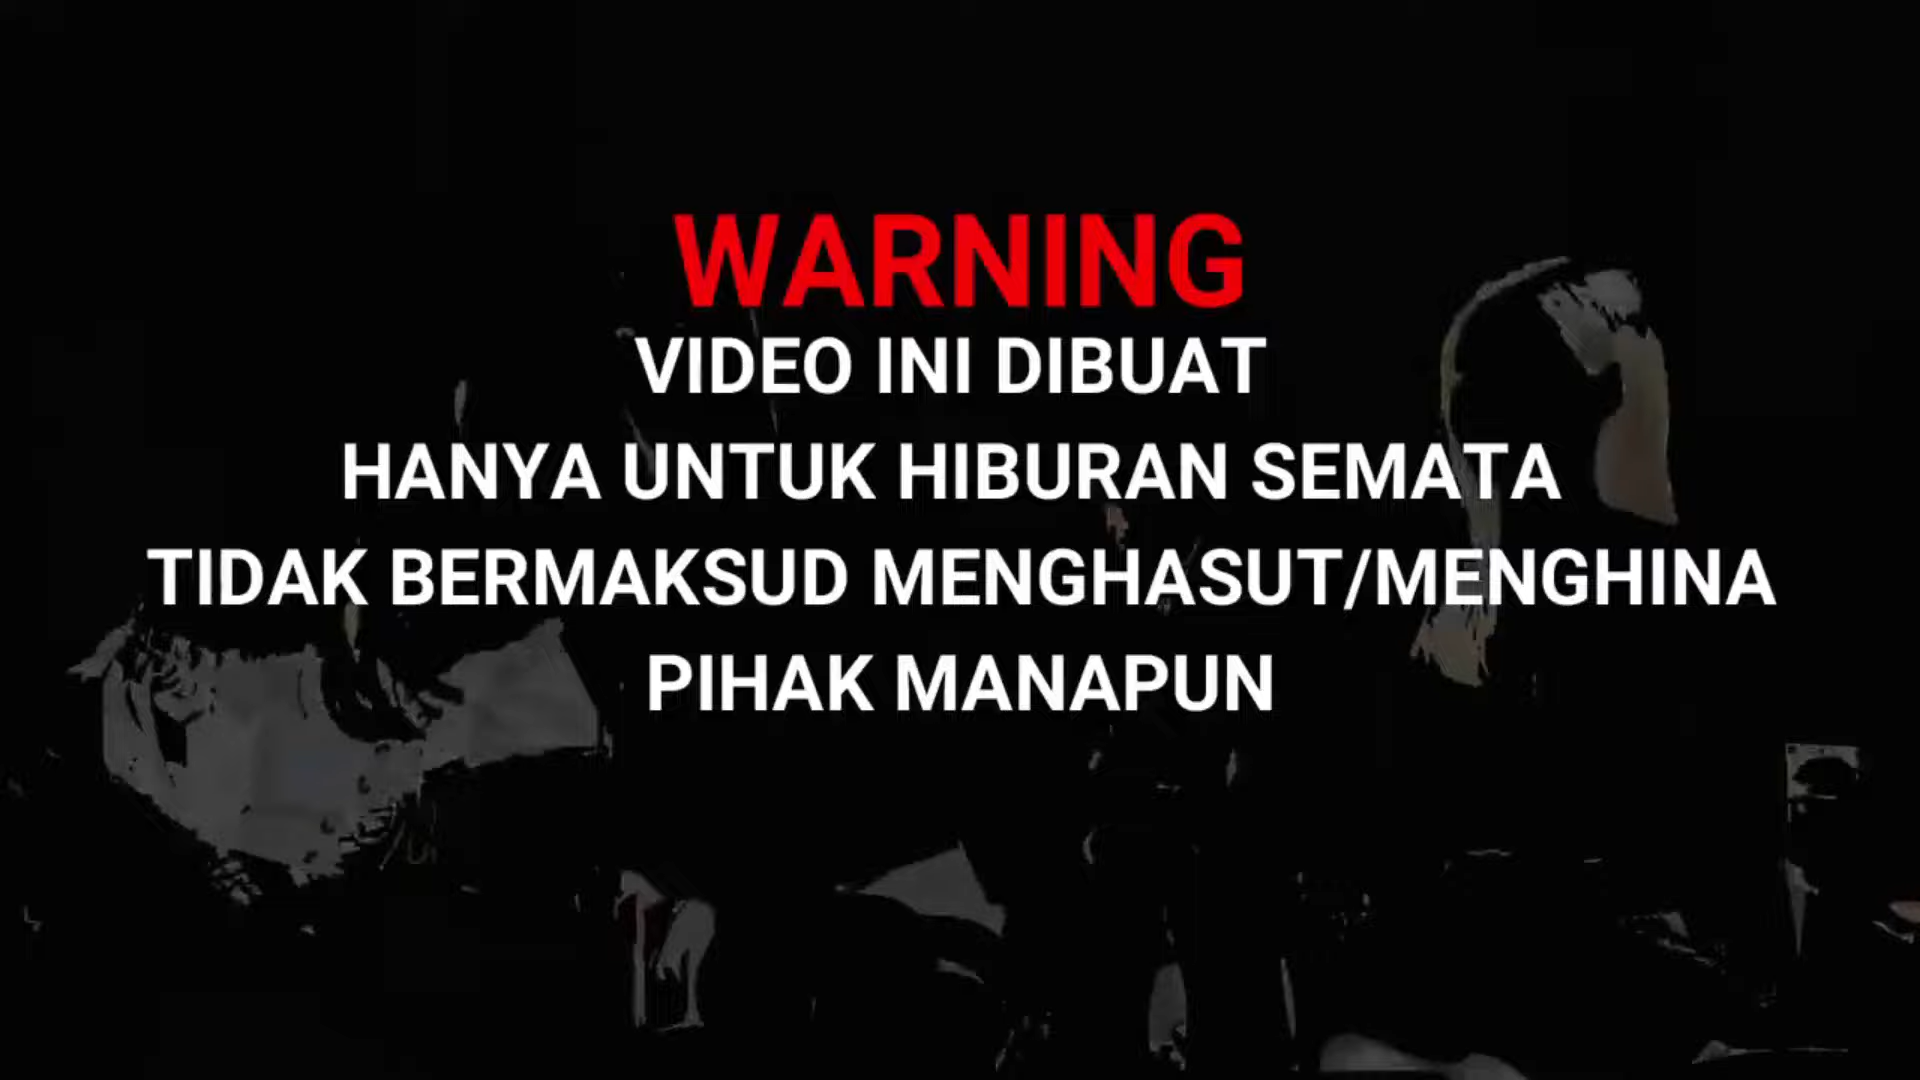 WARNING
VIDEO INI DIBUAT
HANYA UNTUK HIBURAN SEMATA
TIDAK BERMAKSUD MENGHASUT/MENGHINA
PIHAK MANAPUN